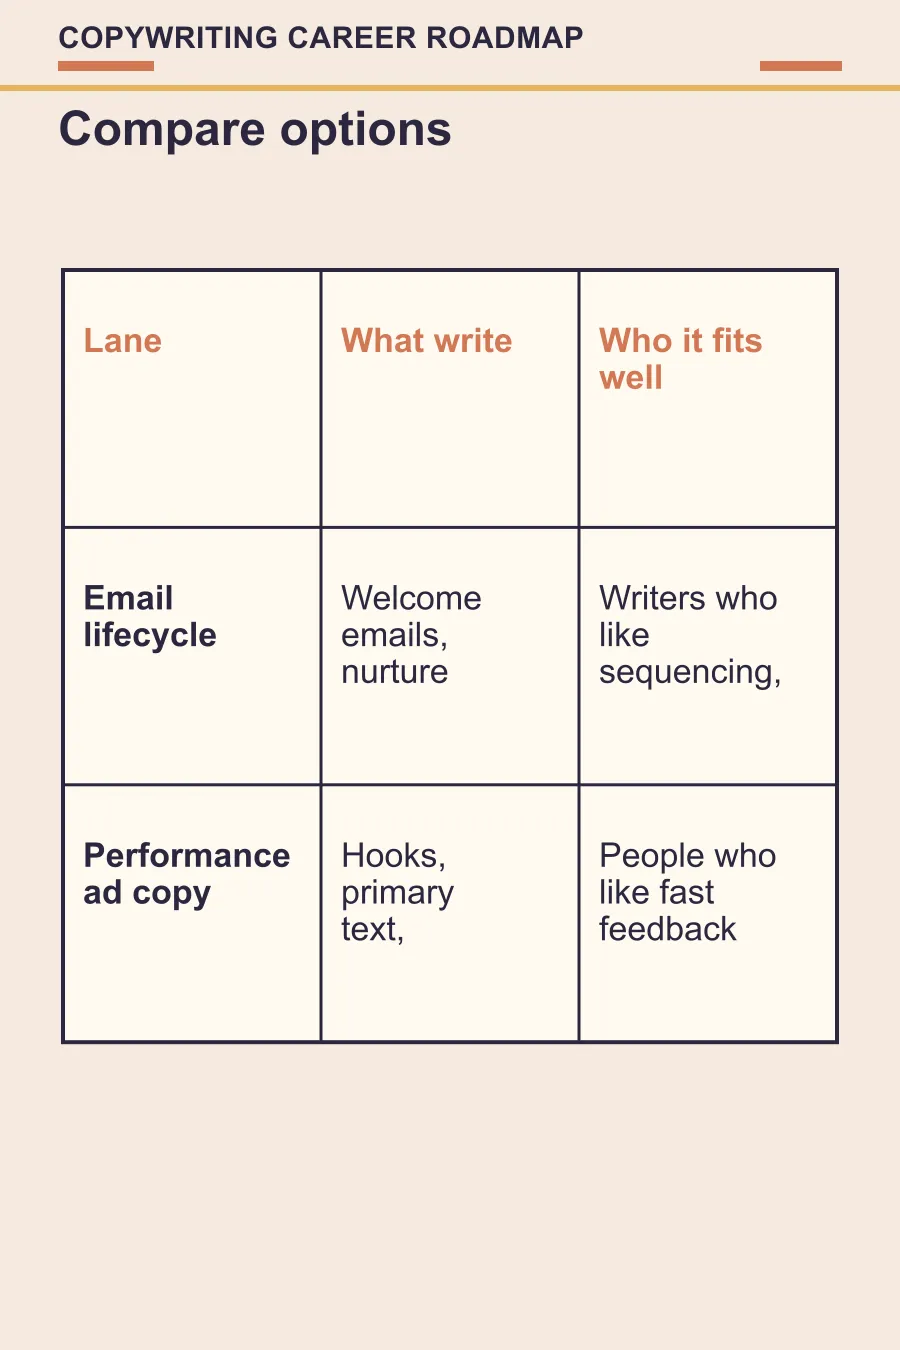 COPYWRITING CAREER ROADMAP
Compare options
Lane
What write
Who it fits
well
Email
lifecycle
Welcome
emails,
nurture
Writers who
like
sequencing,
Performance
ad copy
Hooks,
primary
text,
People who
like fast
feedback